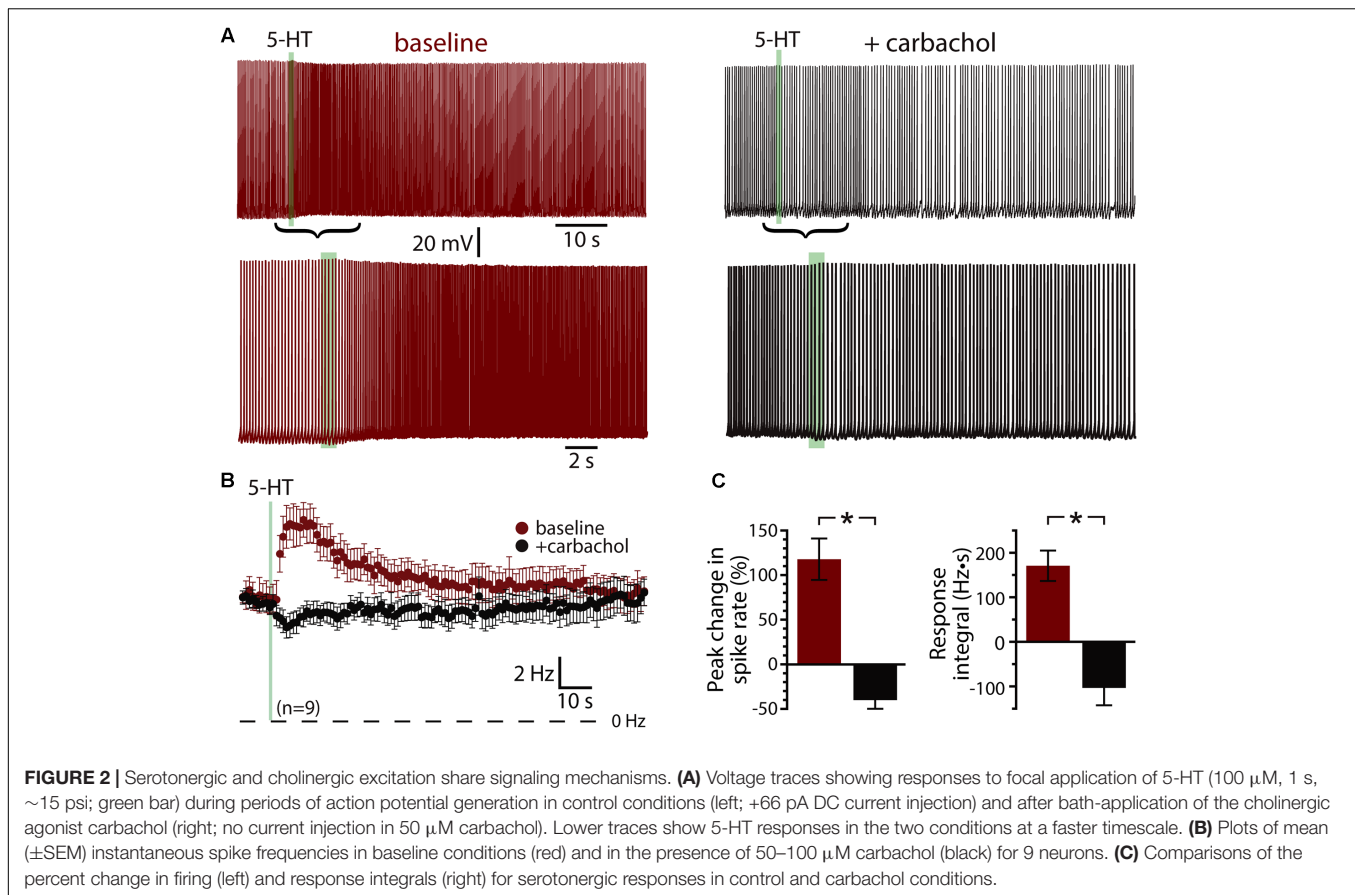 A
5-HT
baseline
5-HT
+ carbachol
20 mV
10 s
10 s
2 s
2 s
B
5-HT
baseline
+carbachol
2 Hz
10 s
(n=9)
0 Hz
C
Peak change in
spike rate (%)
150
100
50
0
-50
*
Response
integral (Hz•s)
200
100
0
-100
*
FIGURE 2 | Serotonergic and cholinergic excitation share signaling mechanisms. (A) Voltage traces showing responses to focal application of 5-HT (100 μM, 1 s,
∼15 psi; green bar) during periods of action potential generation in control conditions (left; +66 pA DC current injection) and after bath-application of the cholinergic
agonist carbachol (right; no current injection in 50 μM carbachol). Lower traces show 5-HT responses in the two conditions at a faster timescale. (B) Plots of mean
(±SEM) instantaneous spike frequencies in baseline conditions (red) and in the presence of 50–100 μM carbachol (black) for 9 neurons. (C) Comparisons of the
percent change in firing (left) and response integrals (right) for serotonergic responses in control and carbachol conditions.